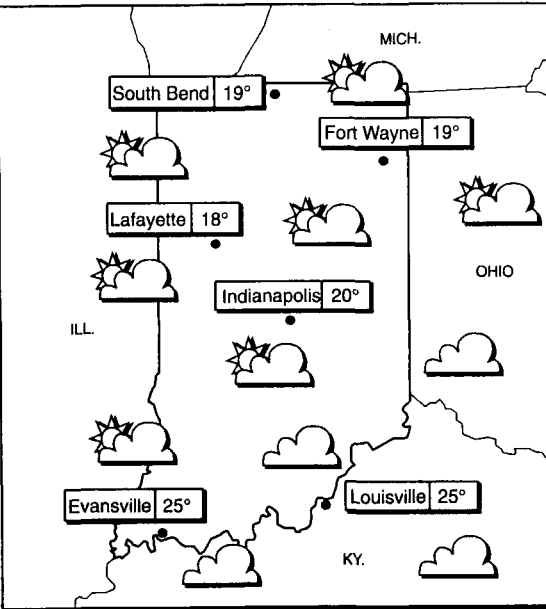 MICH.
South Bend 19°
Fort Wayne 19°
Lafayette 18°
OHIO
Indianapolis 20°
ILL.
Evansville 25°
Louisville 25°
KY.